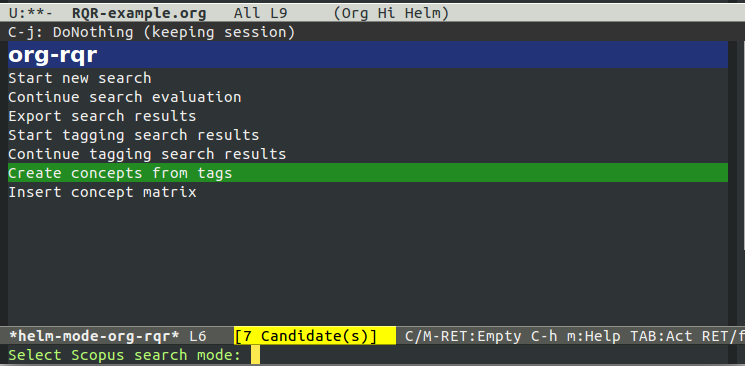 U:**-  RQR-example.org   All L9     (Org Hi Helm)
C-j: DoNothing (keeping session)
org-rqr
Start new search
Continue search evaluation
Export search results
Start tagging search results
Continue tagging search results
Create concepts from tags
Insert concept matrix
*helm-mode-org-rqr* L6   [7 Candidate(s)]   C/M-RET:Empty C-h m:Help TAB:Act RET/f
Select Scopus search mode: